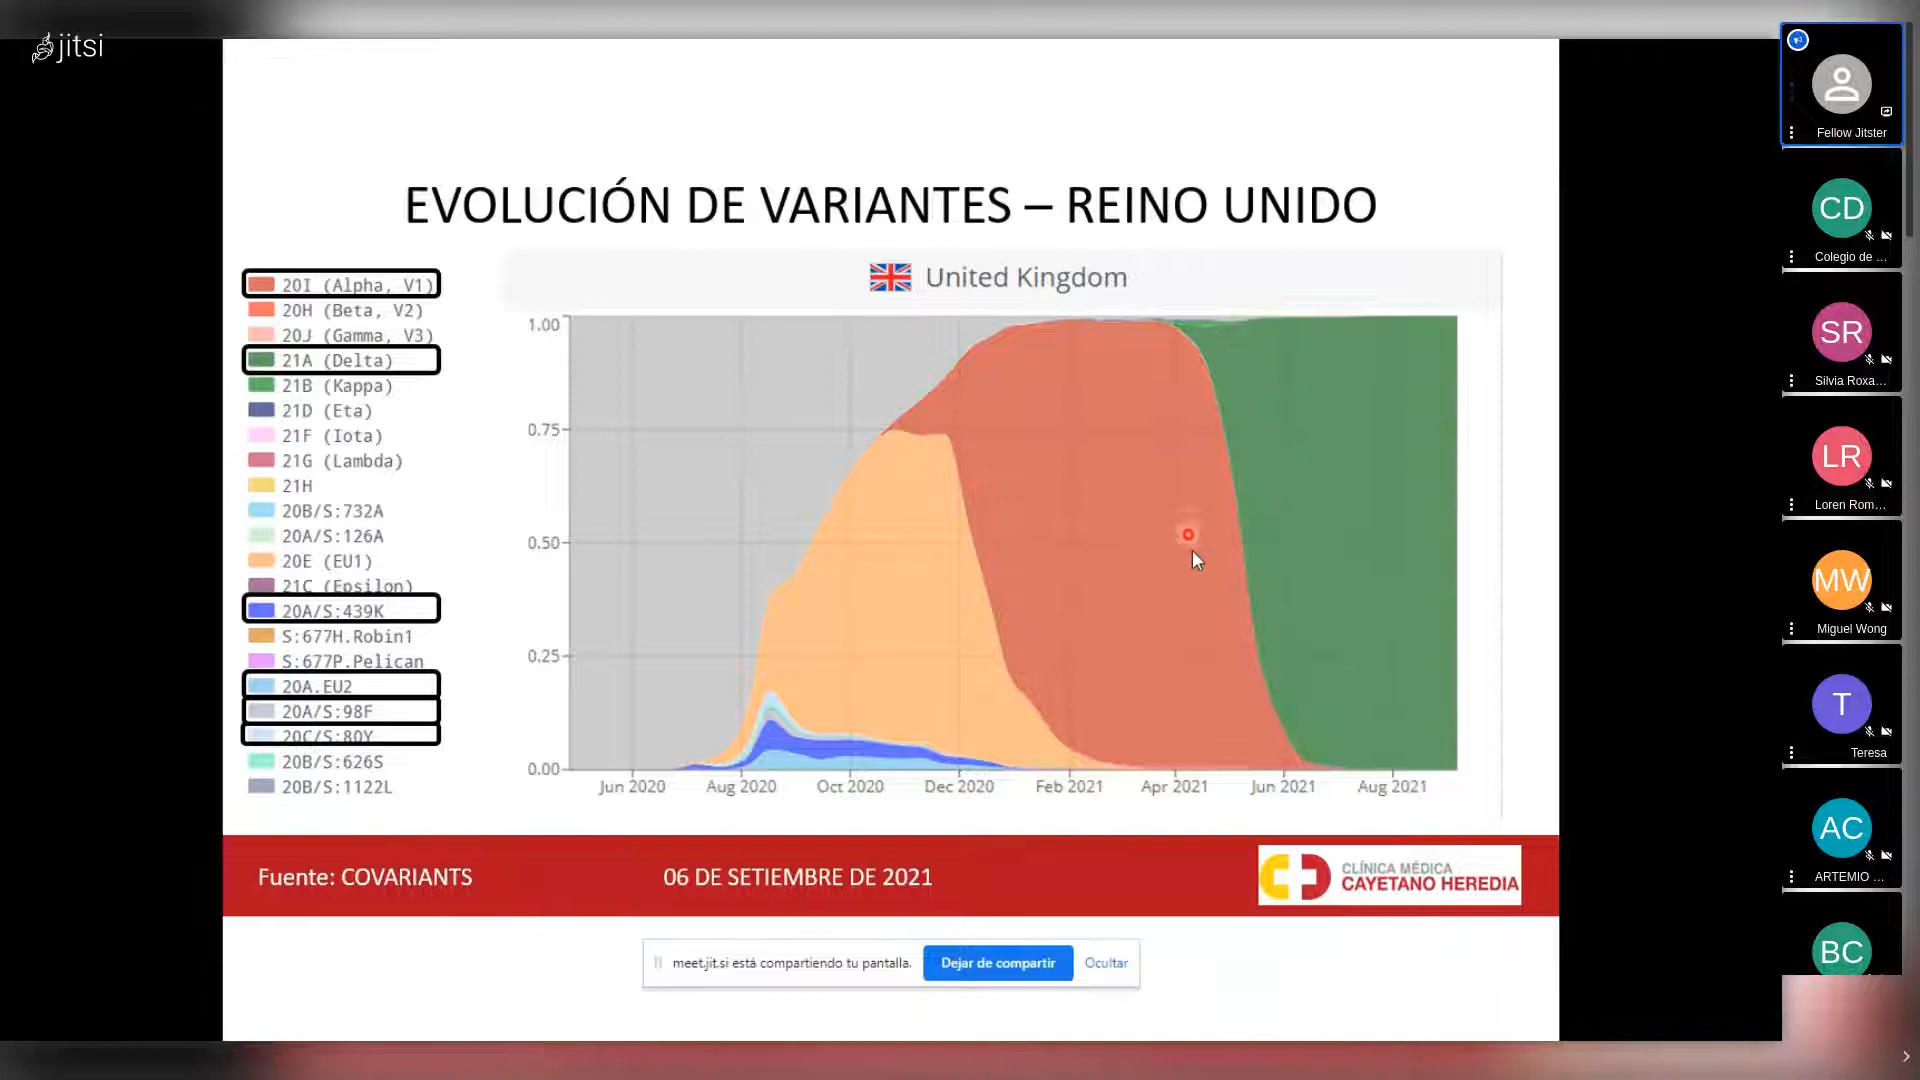 jitsi
EVOLUCIÓN DE VARIANTES – REINO UNIDO
United Kingdom
20I (Alpha, V1)
20H (Beta, V2)
20J (Gamma, V3)
21A (Delta)
21B (Kappa)
21D (Eta)
21F (Iota)
21G (Lambda)
21H
20B/S:732A
20A/S:126A
20E (EU1)
21C (Epsilon)
20A/S:439K
S:677H.Robin1
S:677P.Pelican
20A.EU2
20A/S:98F
20C/S:80Y
20B/S:626S
20B/S:1122L
1.00
0.75
0.50
0.25
0.00
Jun 2020 Aug 2020 Oct 2020 Dec 2020 Feb 2021 Apr 2021 Jun 2021 Aug 2021
Fuente: COVARIANTS 06 DE SETIEMBRE DE 2021
CLÍNICA MÉDICA
CAYETANO HEREDIA
meet.jit.si está compartiendo tu pantalla. Dejar de compartir Ocultar
Fellow Jitster
CD
Colegio de ...
SR
Silvia Roxa...
LR
Loren Rom...
MW
Miguel Wong
T
Teresa
AC
ARTEMIO ...
BC